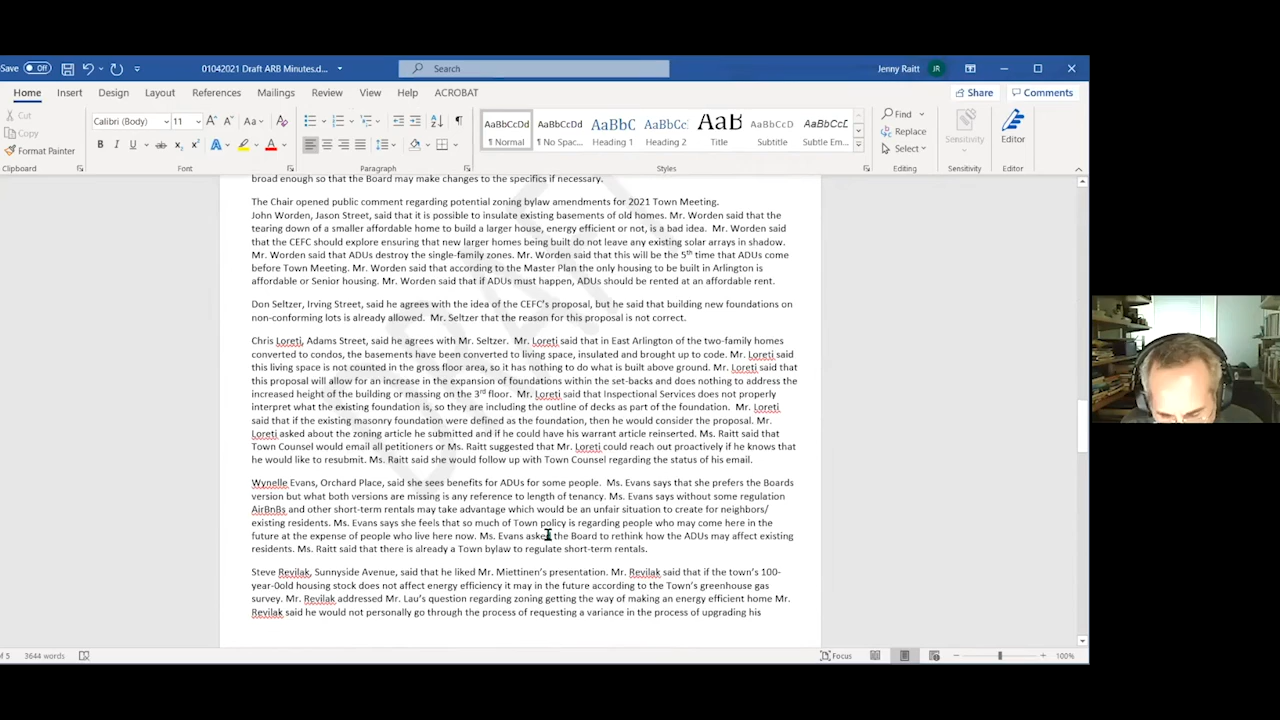 Save Off 01042021 Draft ARB Minutes.d... Search Jenny Raitt JR
Home Insert Design Layout References Mailings Review View Help ACROBAT Share Comments
Cut
Copy
Format Painter
Calibri (Body) 11
AaBbCcDd AaBbCcDd AaBbC AaBbCc AaB AaBbCcD AaBbCcL
¶ Normal ¶ No Spac... Heading 1 Heading 2 Title Subtitle Subtle Em...
Find
Replace
Select
Sensitivity
Editor
Clipboard Font Paragraph Styles Editing Sensitivity Editor
DRAFT
broad enough so that the Board may make changes to the specifics if necessary.
The Chair opened public comment regarding potential zoning bylaw amendments for 2021 Town Meeting.
John Worden, Jason Street, said that it is possible to insulate existing basements of old homes. Mr. Worden said that the
tearing down of a smaller affordable home to build a larger house, energy efficient or not, is a bad idea. Mr. Worden said
that the CEFC should explore ensuring that new larger homes being built do not leave any existing solar arrays in shadow.
Mr. Worden said that ADUs destroy the single-family zones. Mr. Worden said that this will be the 5th time that ADUs come
before Town Meeting. Mr. Worden said that according to the Master Plan the only housing to be built in Arlington is
affordable or Senior housing. Mr. Worden said that if ADUs must happen, ADUs should be rented at an affordable rent.
Don Seltzer, Irving Street, said he agrees with the idea of the CEFC's proposal, but he said that building new foundations on
non-conforming lots is already allowed. Mr. Seltzer that the reason for this proposal is not correct.
Chris Loreti, Adams Street, said he agrees with Mr. Seltzer. Mr. Loreti said that in East Arlington of the two-family homes
converted to condos, the basements have been converted to living space, insulated and brought up to code. Mr. Loreti said
this living space is not counted in the gross floor area, so it has nothing to do what is built above ground. Mr. Loreti said that
this proposal will allow for an increase in the expansion of foundations within the set-backs and does nothing to address the
increased height of the building or massing on the 3rd floor. Mr. Loreti said that Inspectional Services does not properly
interpret what the existing foundation is, so they are including the outline of decks as part of the foundation. Mr. Loreti
said that if the existing masonry foundation were defined as the foundation, then he would consider the proposal. Mr.
Loreti asked about the zoning article he submitted and if he could have his warrant article reinserted. Ms. Raitt said that
Town Counsel would email all petitioners or Ms. Raitt suggested that Mr. Loreti could reach out proactively if he knows that
he would like to resubmit. Ms. Raitt said she would follow up with Town Counsel regarding the status of his email.
Wynelle Evans, Orchard Place, said she sees benefits for ADUs for some people. Ms. Evans says that she prefers the Boards
version but what both versions are missing is any reference to length of tenancy. Ms. Evans says without some regulation
AirBnBs and other short-term rentals may take advantage which would be an unfair situation to create for neighbors/
existing residents. Ms. Evans says she feels that so much of Town policy is regarding people who may come here in the
future at the expense of people who live here now. Ms. Evans asked the Board to rethink how the ADUs may affect existing
residents. Ms. Raitt said that there is already a Town bylaw to regulate short-term rentals.
Steve Revilak, Sunnyside Avenue, said that he liked Mr. Miettinen's presentation. Mr. Revilak said that if the town's 100-
year-0old housing stock does not affect energy efficiency it may in the future according to the Town's greenhouse gas
survey. Mr. Revilak addressed Mr. Lau's question regarding zoning getting the way of making an energy efficient home Mr.
Revilak said he would not personally go through the process of requesting a variance in the process of upgrading his
of 5 3644 words Focus 100%